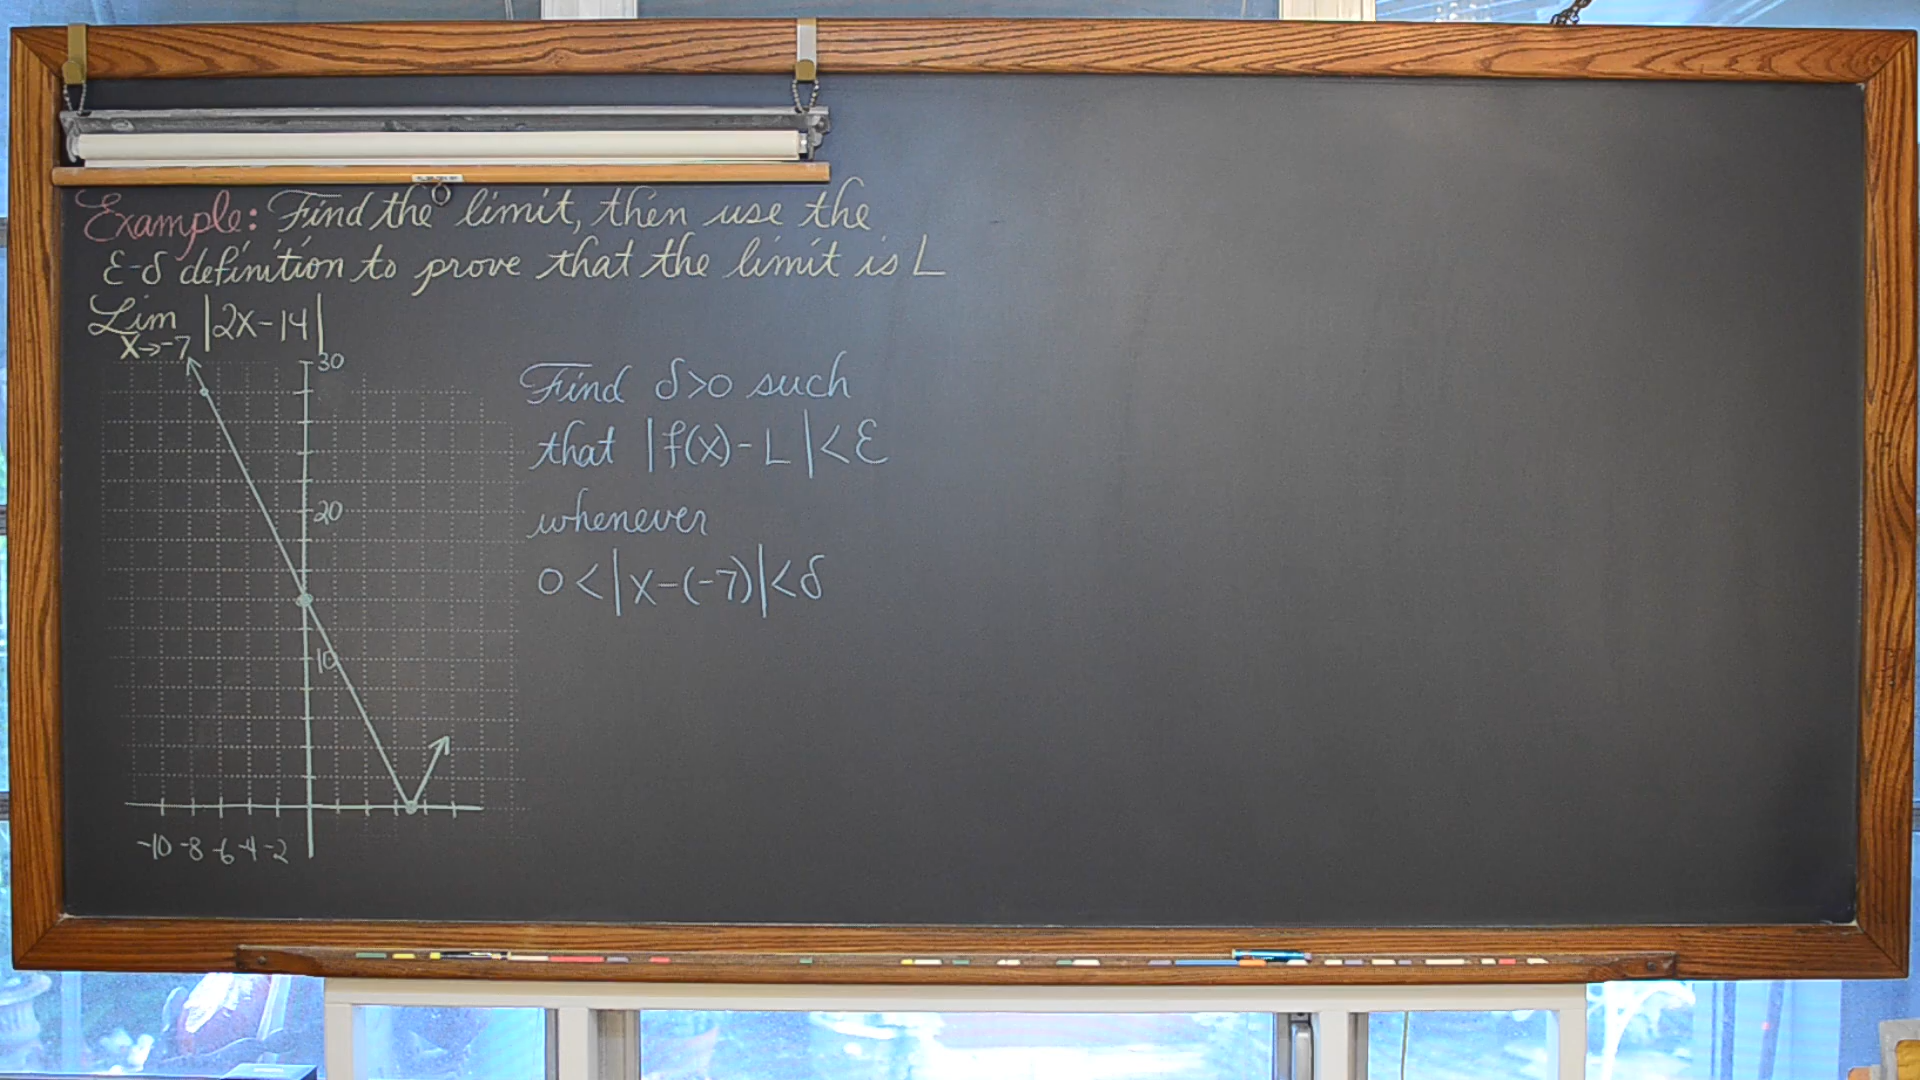 Example: Find the limit, then use the
ε-δ definition to prove that the limit is L
Lim |2x-14|
x→-7
30
20
10
-10 -8 -6 -4 -2
Find δ>0 such
that |f(x)-L|<ε
whenever
0<|x-(-7)|<δ